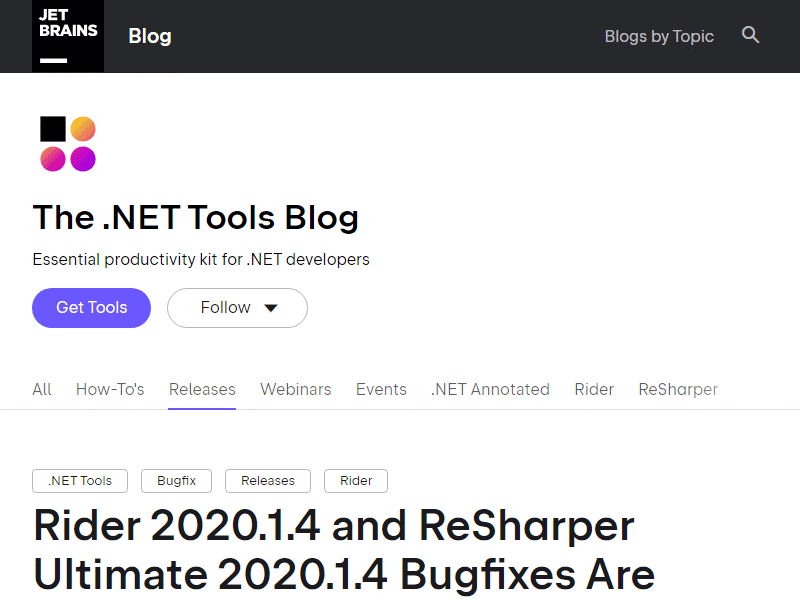 JET
BRAINS
Blog
Blogs by Topic
The .NET Tools Blog
Essential productivity kit for .NET developers
Get Tools
Follow
All How-To's Releases Webinars Events .NET Annotated Rider ReSharper
.NET Tools Bugfix Releases Rider
Rider 2020.1.4 and ReSharper
Ultimate 2020.1.4 Bugfixes Are